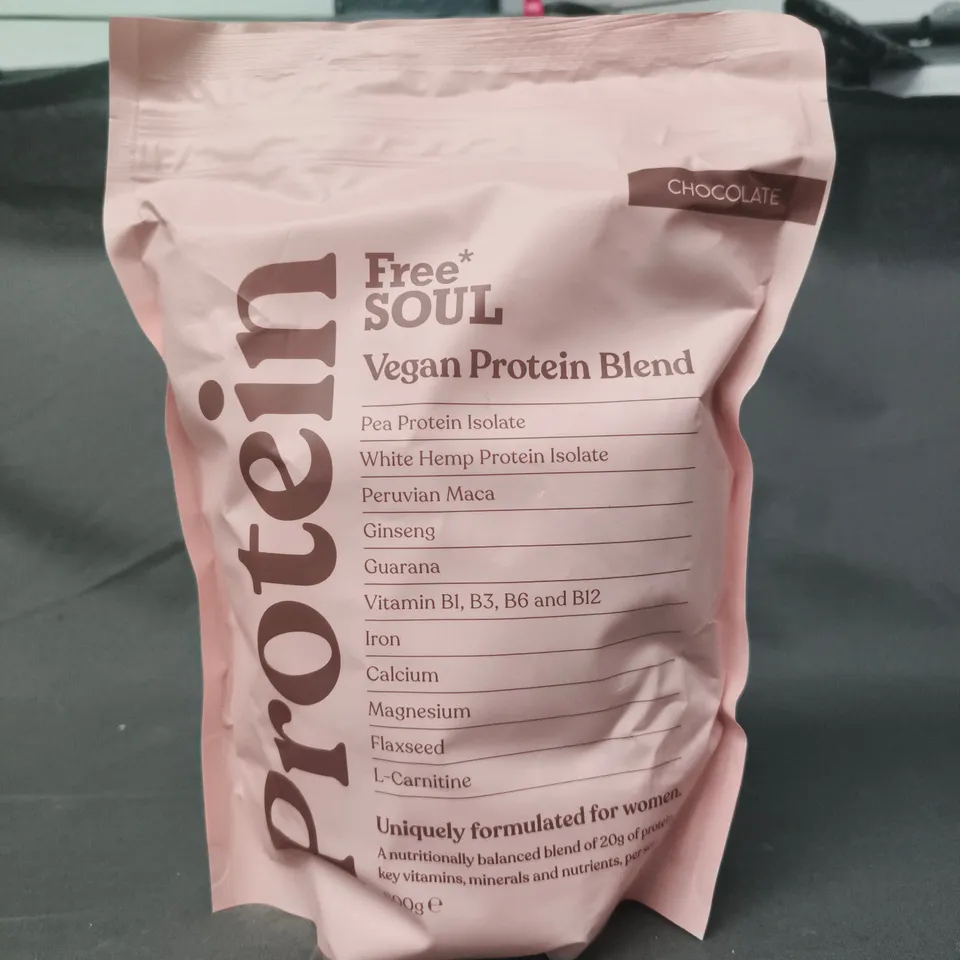 CHOCOLATE
Protein
Free*
SOUL
Vegan Protein Blend
Pea Protein Isolate
White Hemp Protein Isolate
Peruvian Maca
Ginseng
Guarana
Vitamin B1, B3, B6 and B12
Iron
Calcium
Magnesium
Flaxseed
L-Carnitine
Uniquely formulated for women.
A nutritionally balanced blend of 20g of protein,
key vitamins, minerals and nutrients, per